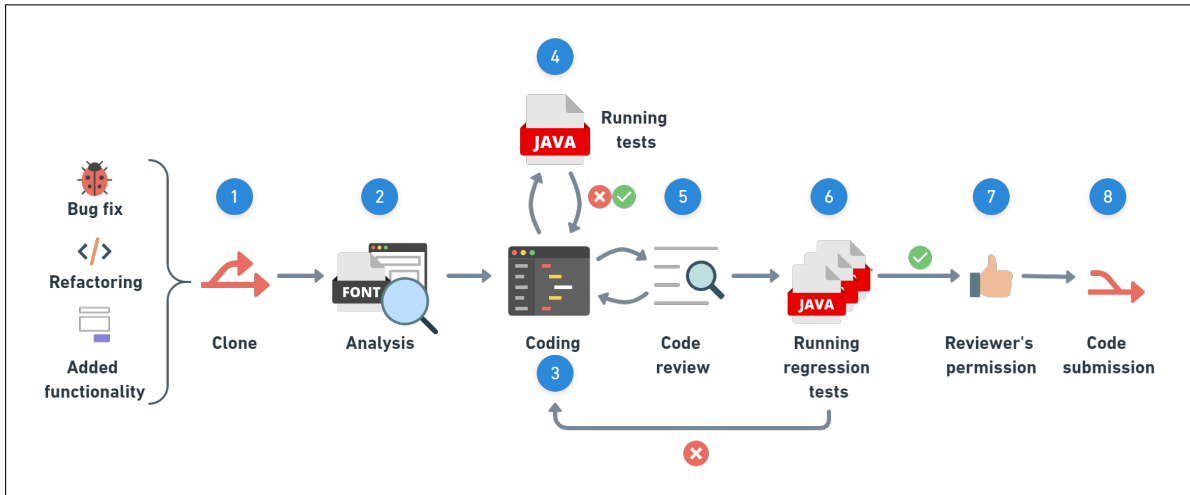 4
JAVA
Running
tests
Bug fix
Refactoring
Added
functionality
1
Clone
2
FONT
Analysis
Coding
3
5
Code
review
6
JAVA
Running
regression
tests
7
Reviewer's
permission
8
Code
submission